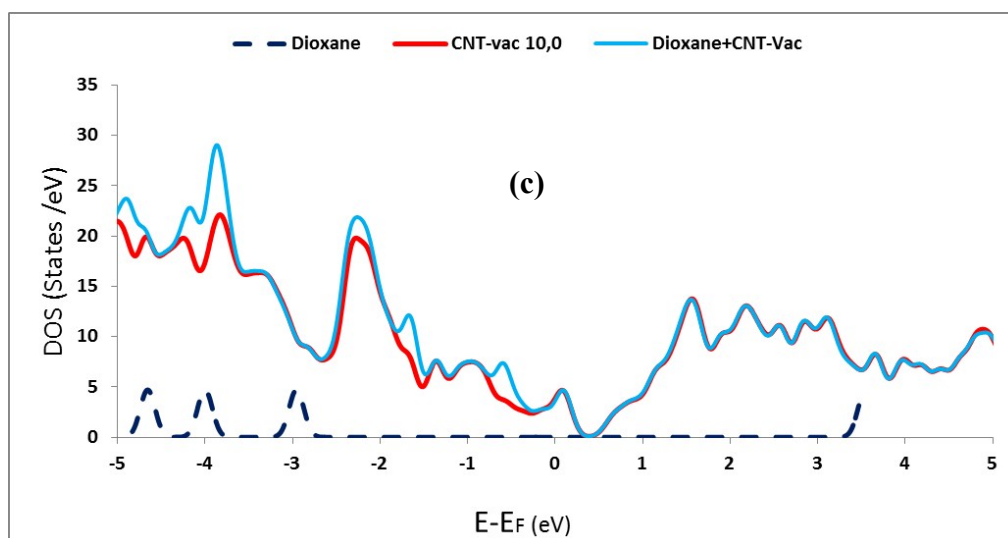 Dioxane CNT-vac 10,0 Dioxane+CNT-Vac
35
30
25
20
15
10
5
0
DOS (States /eV)
(c)
-5 -4 -3 -2 -1 0 1 2 3 4 5
E-EF (eV)